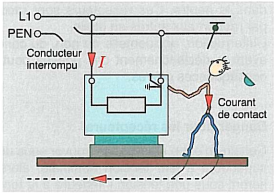 L1
PEN
Conducteur
interrompu
I
Courant
de contact